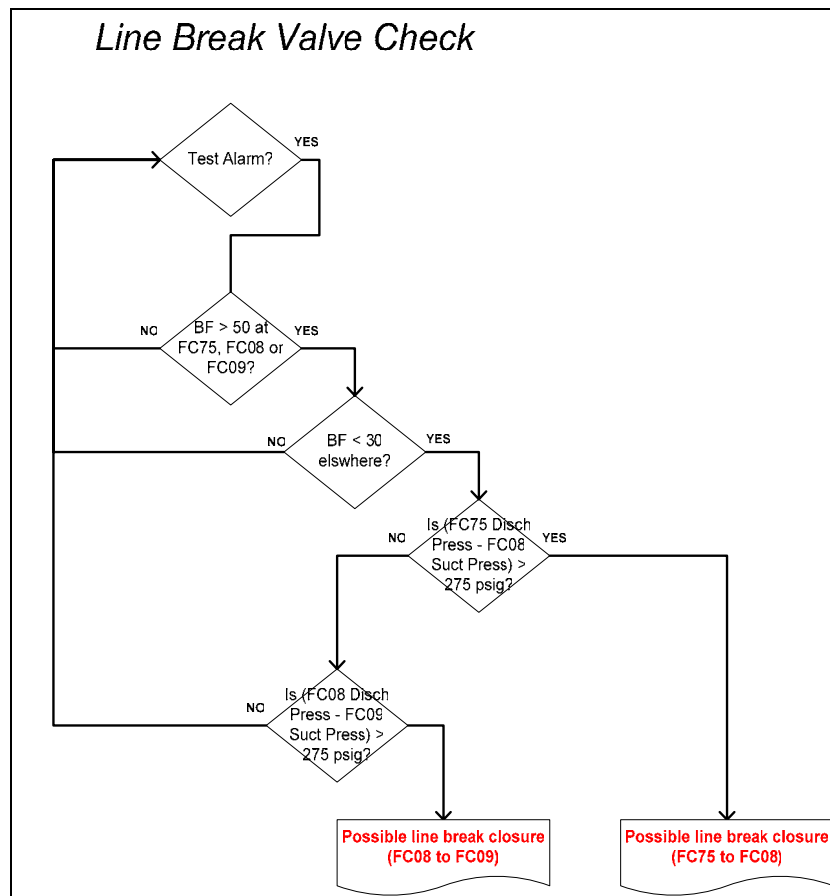 Line Break Valve Check
YES
Test Alarm?
NO
BF > 50 at
YES
FC75, FC08 or
FC09?
NO
BF < 30
YES
elswhere?
Is (FC75 Disch
NO
Press - FC08
YES
Suct Press) >
275 psig?
Is (FC08 Disch
NO
Press - FC09
Suct Press) >
275 psig?
Possible line break closure
(FC08 to FC09)
Possible line break closure
(FC75 to FC08)